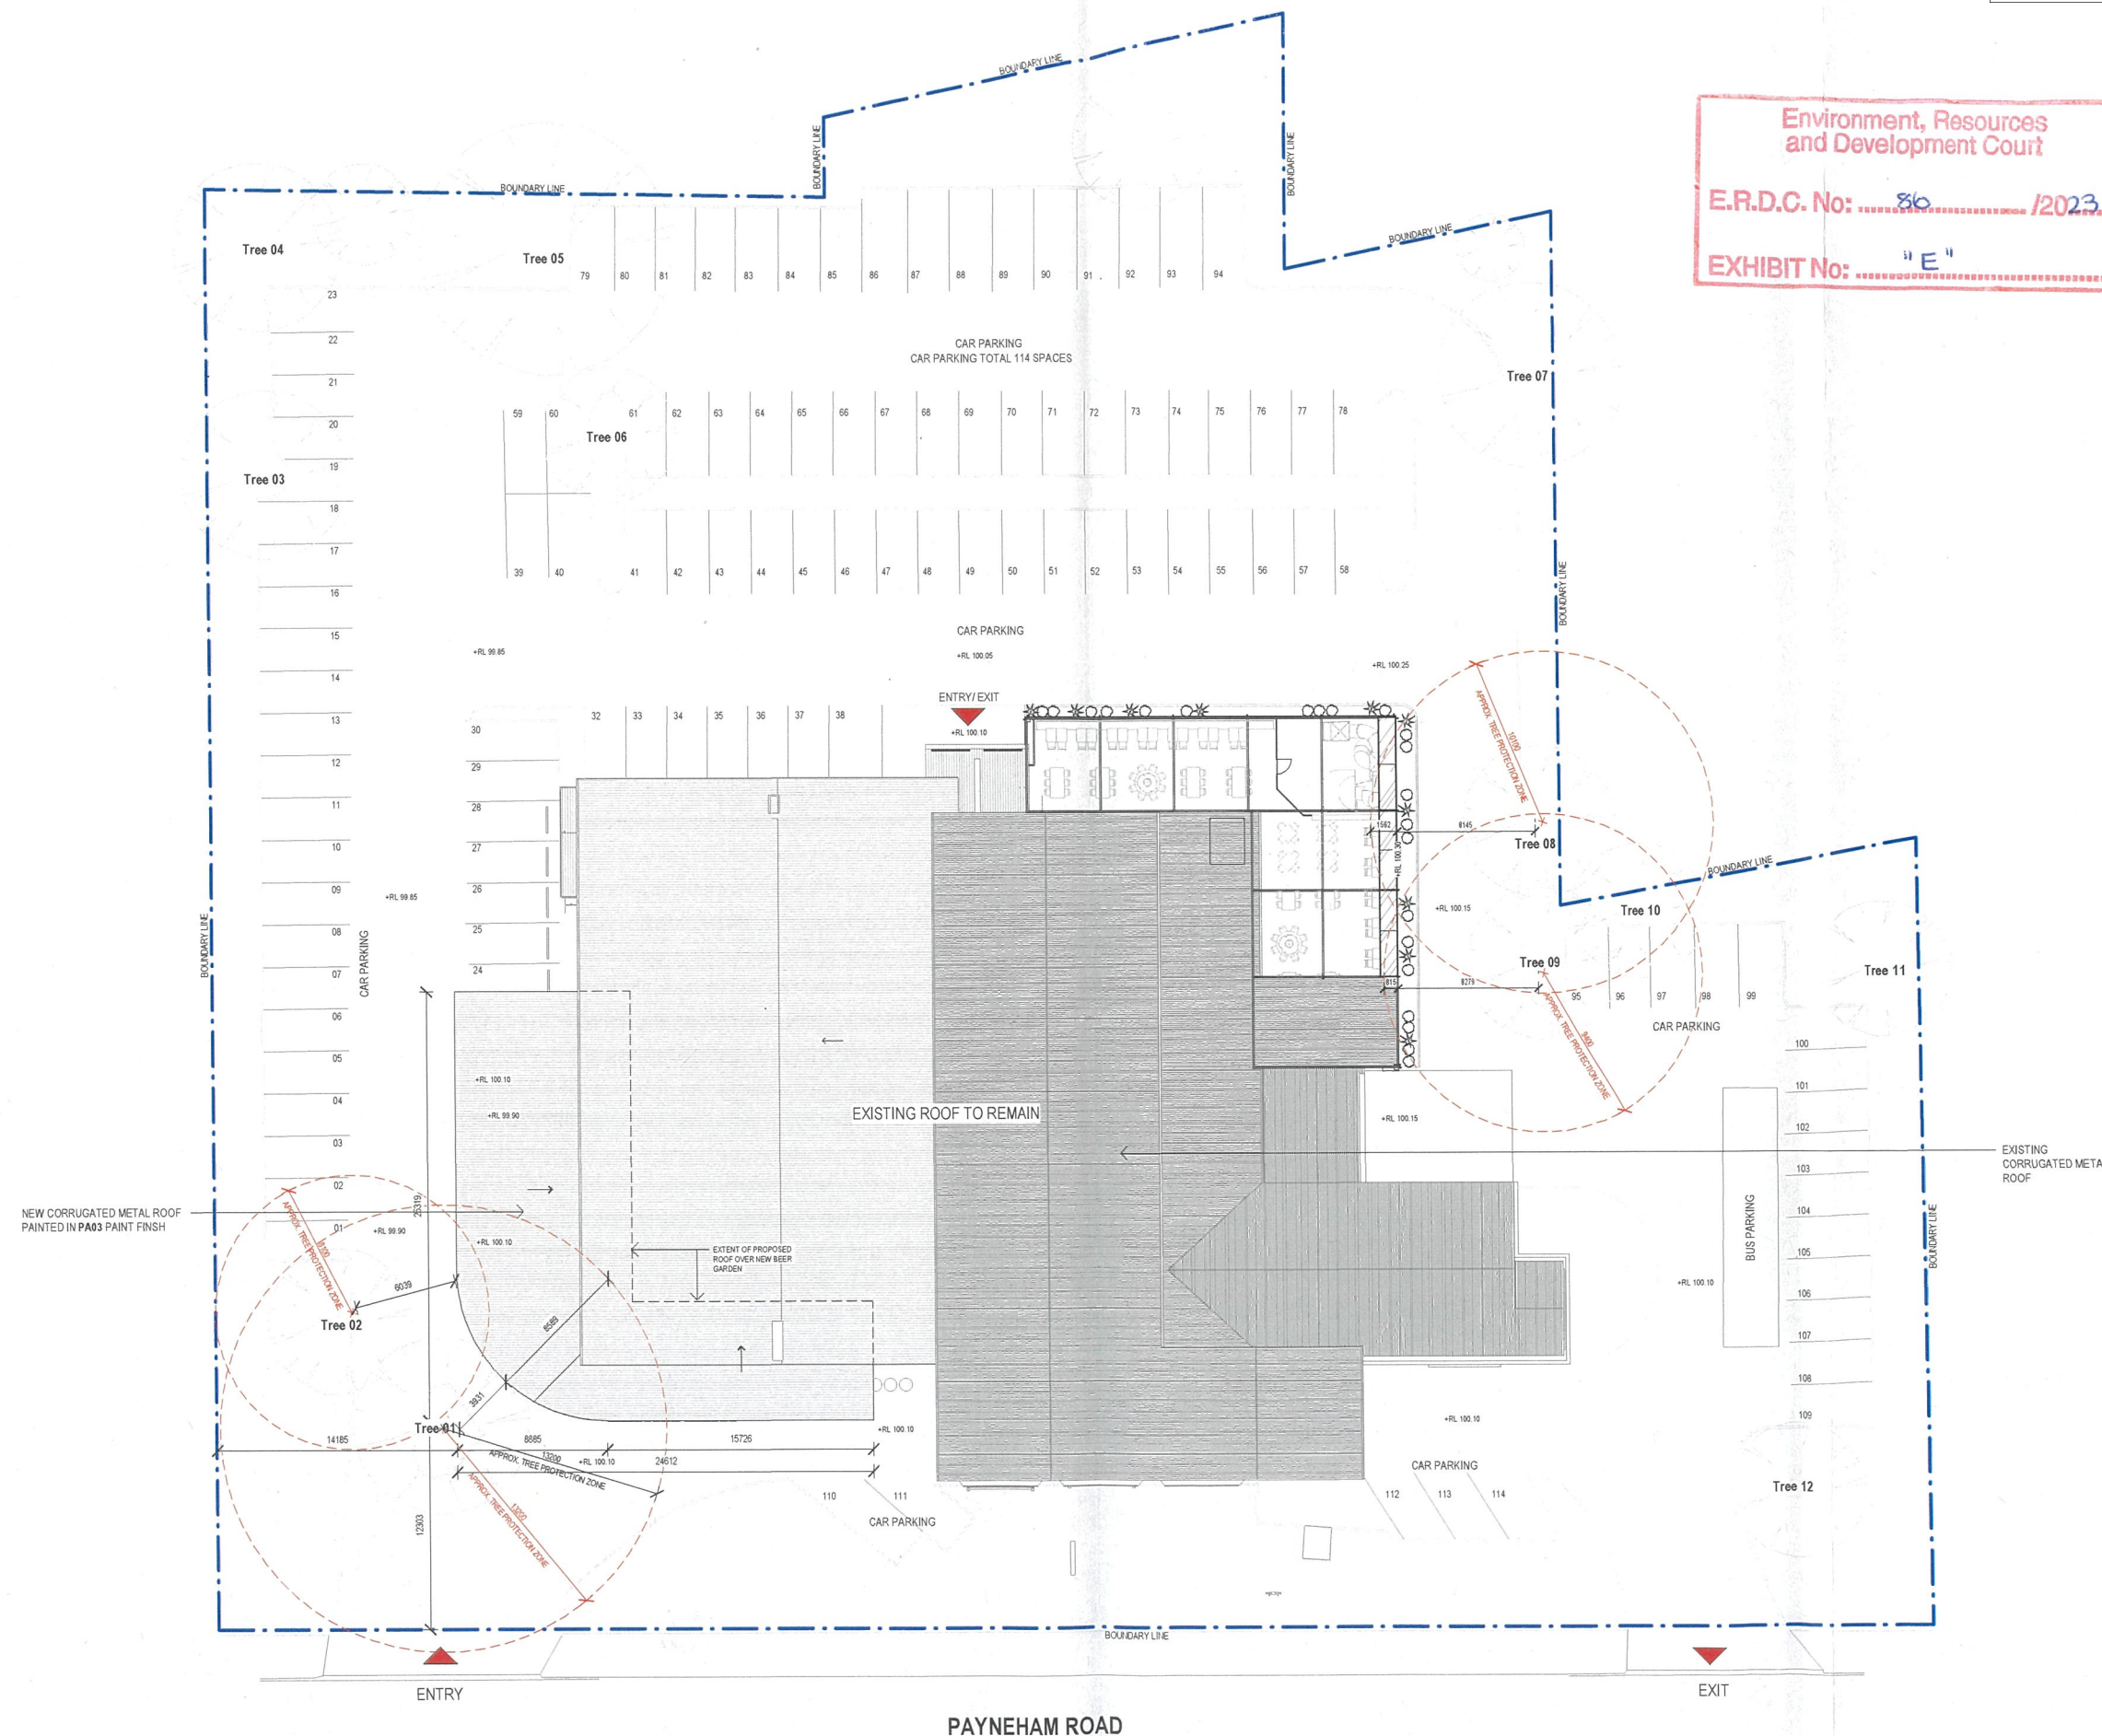 BOUNDARY LINE
BOUNDARY LINE
BOUNDARY LINE
BOUNDARY LINE
BOUNDARY LINE
Environment, Resources
and Development Court
E.R.D.C. No: 86 /2023
EXHIBIT No: "E"
Tree 04
Tree 05
79 80 81 82 83 84 85 86 87 88 89 90 91 92 93 94
23
22
21
20
19
18
17
16
15
14
13
12
11
10
09
08
07
06
05
04
03
02
01
CAR PARKING
CAR PARKING TOTAL 114 SPACES
Tree 07
59 60 61 62 63 64 65 66 67 68 69 70 71 72 73 74 75 76 77 78
Tree 06
Tree 03
39 40 41 42 43 44 45 46 47 48 49 50 51 52 53 54 55 56 57 58
BOUNDARY LINE
CAR PARKING
+RL 99.85
+RL 100.05
+RL 100.25
ENTRY/ EXIT
+RL 100.10
32 33 34 35 36 37 38
30
29
28
27
26
25
24
10100
APPROX. TREE PROTECTION ZONE
1562
8145
Tree 08
+RL 100.30
BOUNDARY LINE
+RL 99.85
+RL 100.15
Tree 10
BOUNDARY LINE
CAR PARKING
Tree 09
Tree 11
815
8279
95 96 97 98 99
CAR PARKING
9400
APPROX. TREE PROTECTION ZONE
100
101
102
103
104
105
106
107
108
109
BUS PARKING
+RL 100.10
+RL 99.90
EXISTING ROOF TO REMAIN
+RL 100.15
EXISTING
CORRUGATED META
ROOF
NEW CORRUGATED METAL ROOF
PAINTED IN PA03 PAINT FINSH
+RL 99.90
+RL 100.10
25319
EXTENT OF PROPOSED
ROOF OVER NEW BEER
GARDEN
8100
APPROX. TREE PROTECTION ZONE
6039
Tree 02
8589
3931
+RL 100.10
BOUNDARY LINE
Tree 01
14185
8885
15726
+RL 100.10
+RL 100.10
13200
APPROX. TREE PROTECTION ZONE
+RL 100.10
24612
13200
APPROX. TREE PROTECTION ZONE
12303
110 111
CAR PARKING
CAR PARKING
112 113 114
Tree 12
BOUNDARY LINE
ENTRY
EXIT
PAYNEHAM ROAD